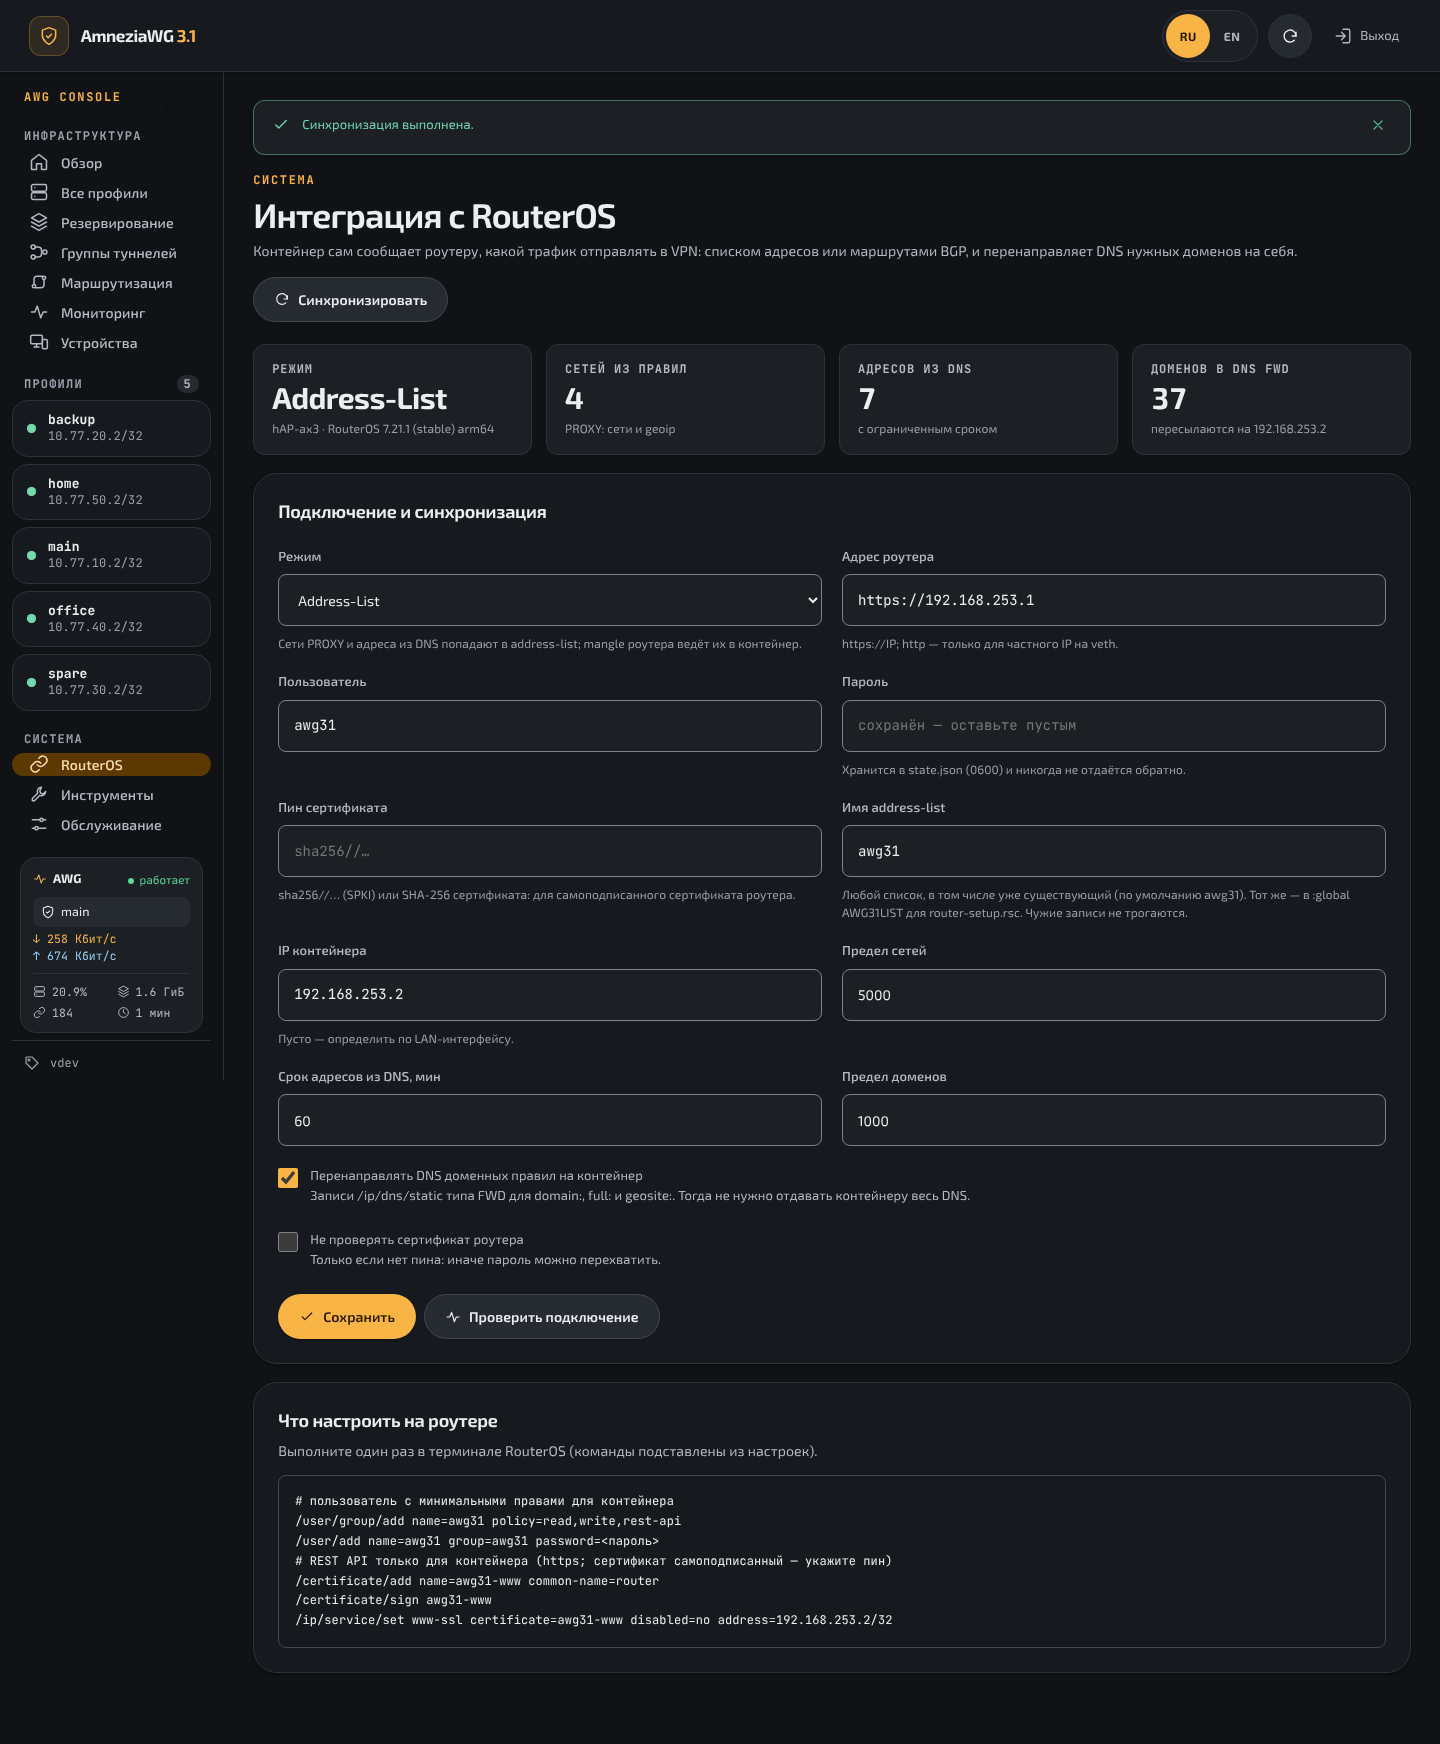 AmneziaWG 3.1
RU EN Выход
AWG CONSOLE
ИНФРАСТРУКТУРА
Обзор
Все профили
Резервирование
Группы туннелей
Маршрутизация
Мониторинг
Устройства
ПРОФИЛИ 5
backup
10.77.20.2/32
home
10.77.50.2/32
main
10.77.10.2/32
office
10.77.40.2/32
spare
10.77.30.2/32
СИСТЕМА
RouterOS
Инструменты
Обслуживание
AWG работает
main
↓ 258 Кбит/с
↑ 674 Кбит/с
20.9% 1.6 ГиБ
184 1 мин
vdev
Синхронизация выполнена.
СИСТЕМА
Интеграция с RouterOS
Контейнер сам сообщает роутеру, какой трафик отправлять в VPN: списком адресов или маршрутами BGP, и перенаправляет DNS нужных доменов на себя.
Синхронизировать
РЕЖИМ
Address-List
hAP-ax3 · RouterOS 7.21.1 (stable) arm64
СЕТЕЙ ИЗ ПРАВИЛ
4
PROXY: сети и geoip
АДРЕСОВ ИЗ DNS
7
с ограниченным сроком
ДОМЕНОВ В DNS FWD
37
пересылаются на 192.168.253.2
Подключение и синхронизация
Режим
Address-List
Сети PROXY и адреса из DNS попадают в address-list; mangle роутера ведёт их в контейнер.
Адрес роутера
https://192.168.253.1
https://IP; http — только для частного IP на veth.
Пользователь
awg31
Пароль
сохранён — оставьте пустым
Хранится в state.json (0600) и никогда не отдаётся обратно.
Пин сертификата
sha256//…
sha256//… (SPKI) или SHA-256 сертификата: для самоподписанного сертификата роутера.
Имя address-list
awg31
Любой список, в том числе уже существующий (по умолчанию awg31). Тот же — в :global
AWG31LIST для router-setup.rsc. Чужие записи не трогаются.
IP контейнера
192.168.253.2
Пусто — определить по LAN-интерфейсу.
Предел сетей
5000
Срок адресов из DNS, мин
60
Предел доменов
1000
Перенаправлять DNS доменных правил на контейнер
Записи /ip/dns/static типа FWD для domain:, full: и geosite:. Тогда не нужно отдавать контейнеру весь DNS.
Не проверять сертификат роутера
Только если нет пина: иначе пароль можно перехватить.
Сохранить
Проверить подключение
Что настроить на роутере
Выполните один раз в терминале RouterOS (команды подставлены из настроек).
# пользователь с минимальными правами для контейнера
/user/group/add name=awg31 policy=read,write,rest-api
/user/add name=awg31 group=awg31 password=<пароль>
# REST API только для контейнера (https; сертификат самоподписанный — укажите пин)
/certificate/add name=awg31-www common-name=router
/certificate/sign awg31-www
/ip/service/set www-ssl certificate=awg31-www disabled=no address=192.168.253.2/32